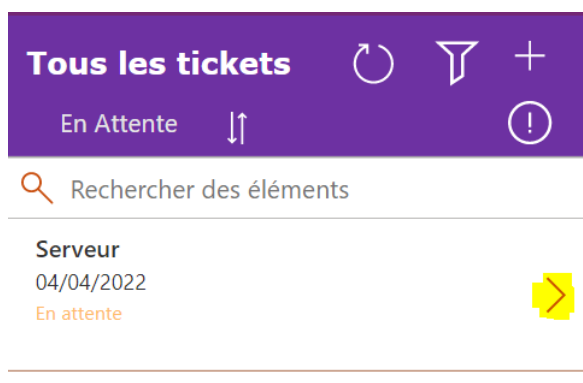 Tous les tickets
En Attente
Rechercher des éléments
Serveur
04/04/2022
En attente